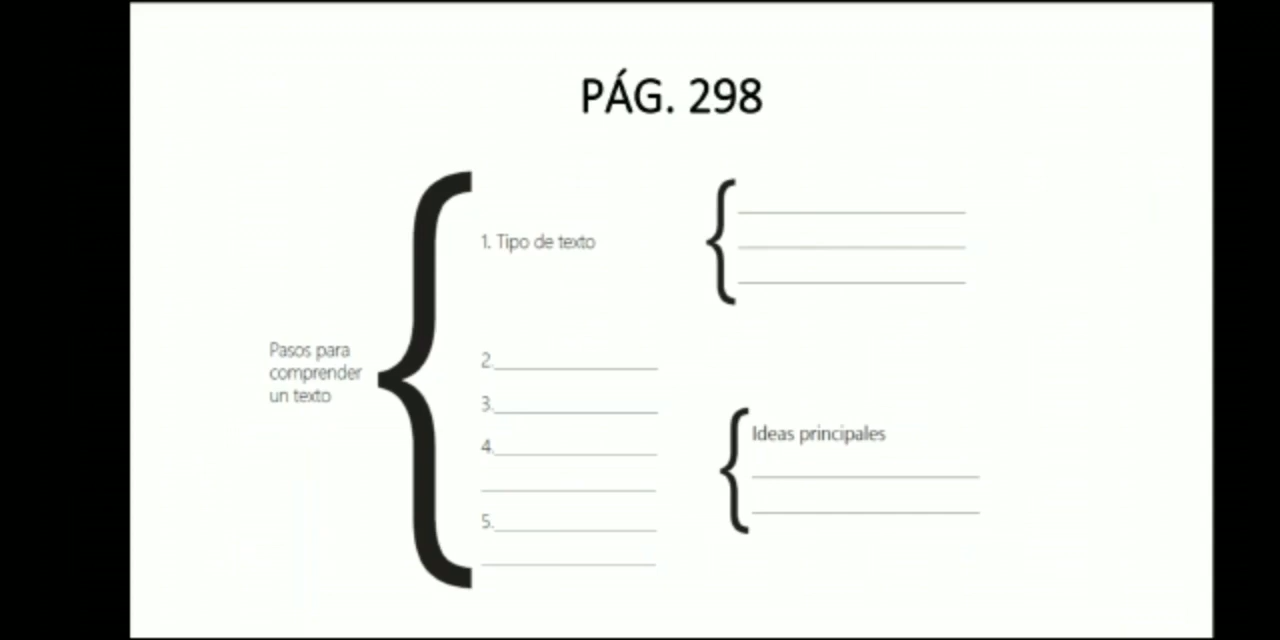 PÁG. 298
1. Tipo de texto
Pasos para
comprender
un texto
2.
3.
4.
5.
Ideas principales